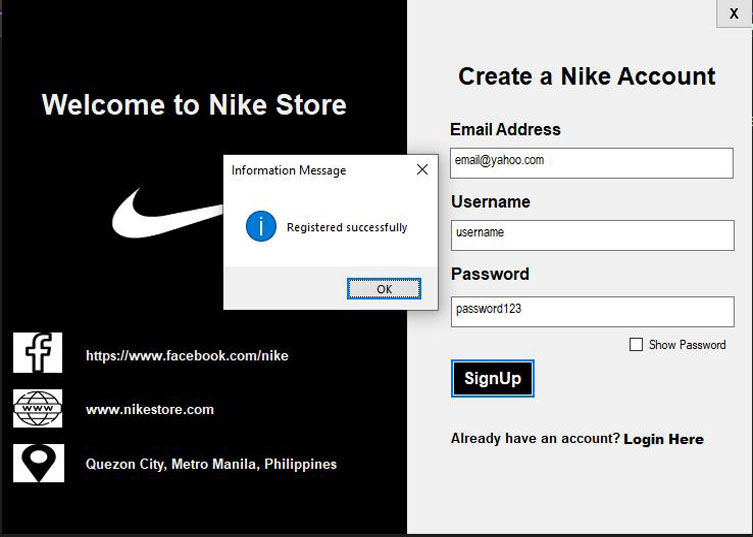 X
Welcome to Nike Store
Create a Nike Account
Email Address
email@yahoo.com
Information Message
Registered successfully
OK
Username
username
Password
password123
Show Password
SignUp
Already have an account? Login Here
https://www.facebook.com/nike
WWW
www.nikestore.com
Quezon City, Metro Manila, Philippines